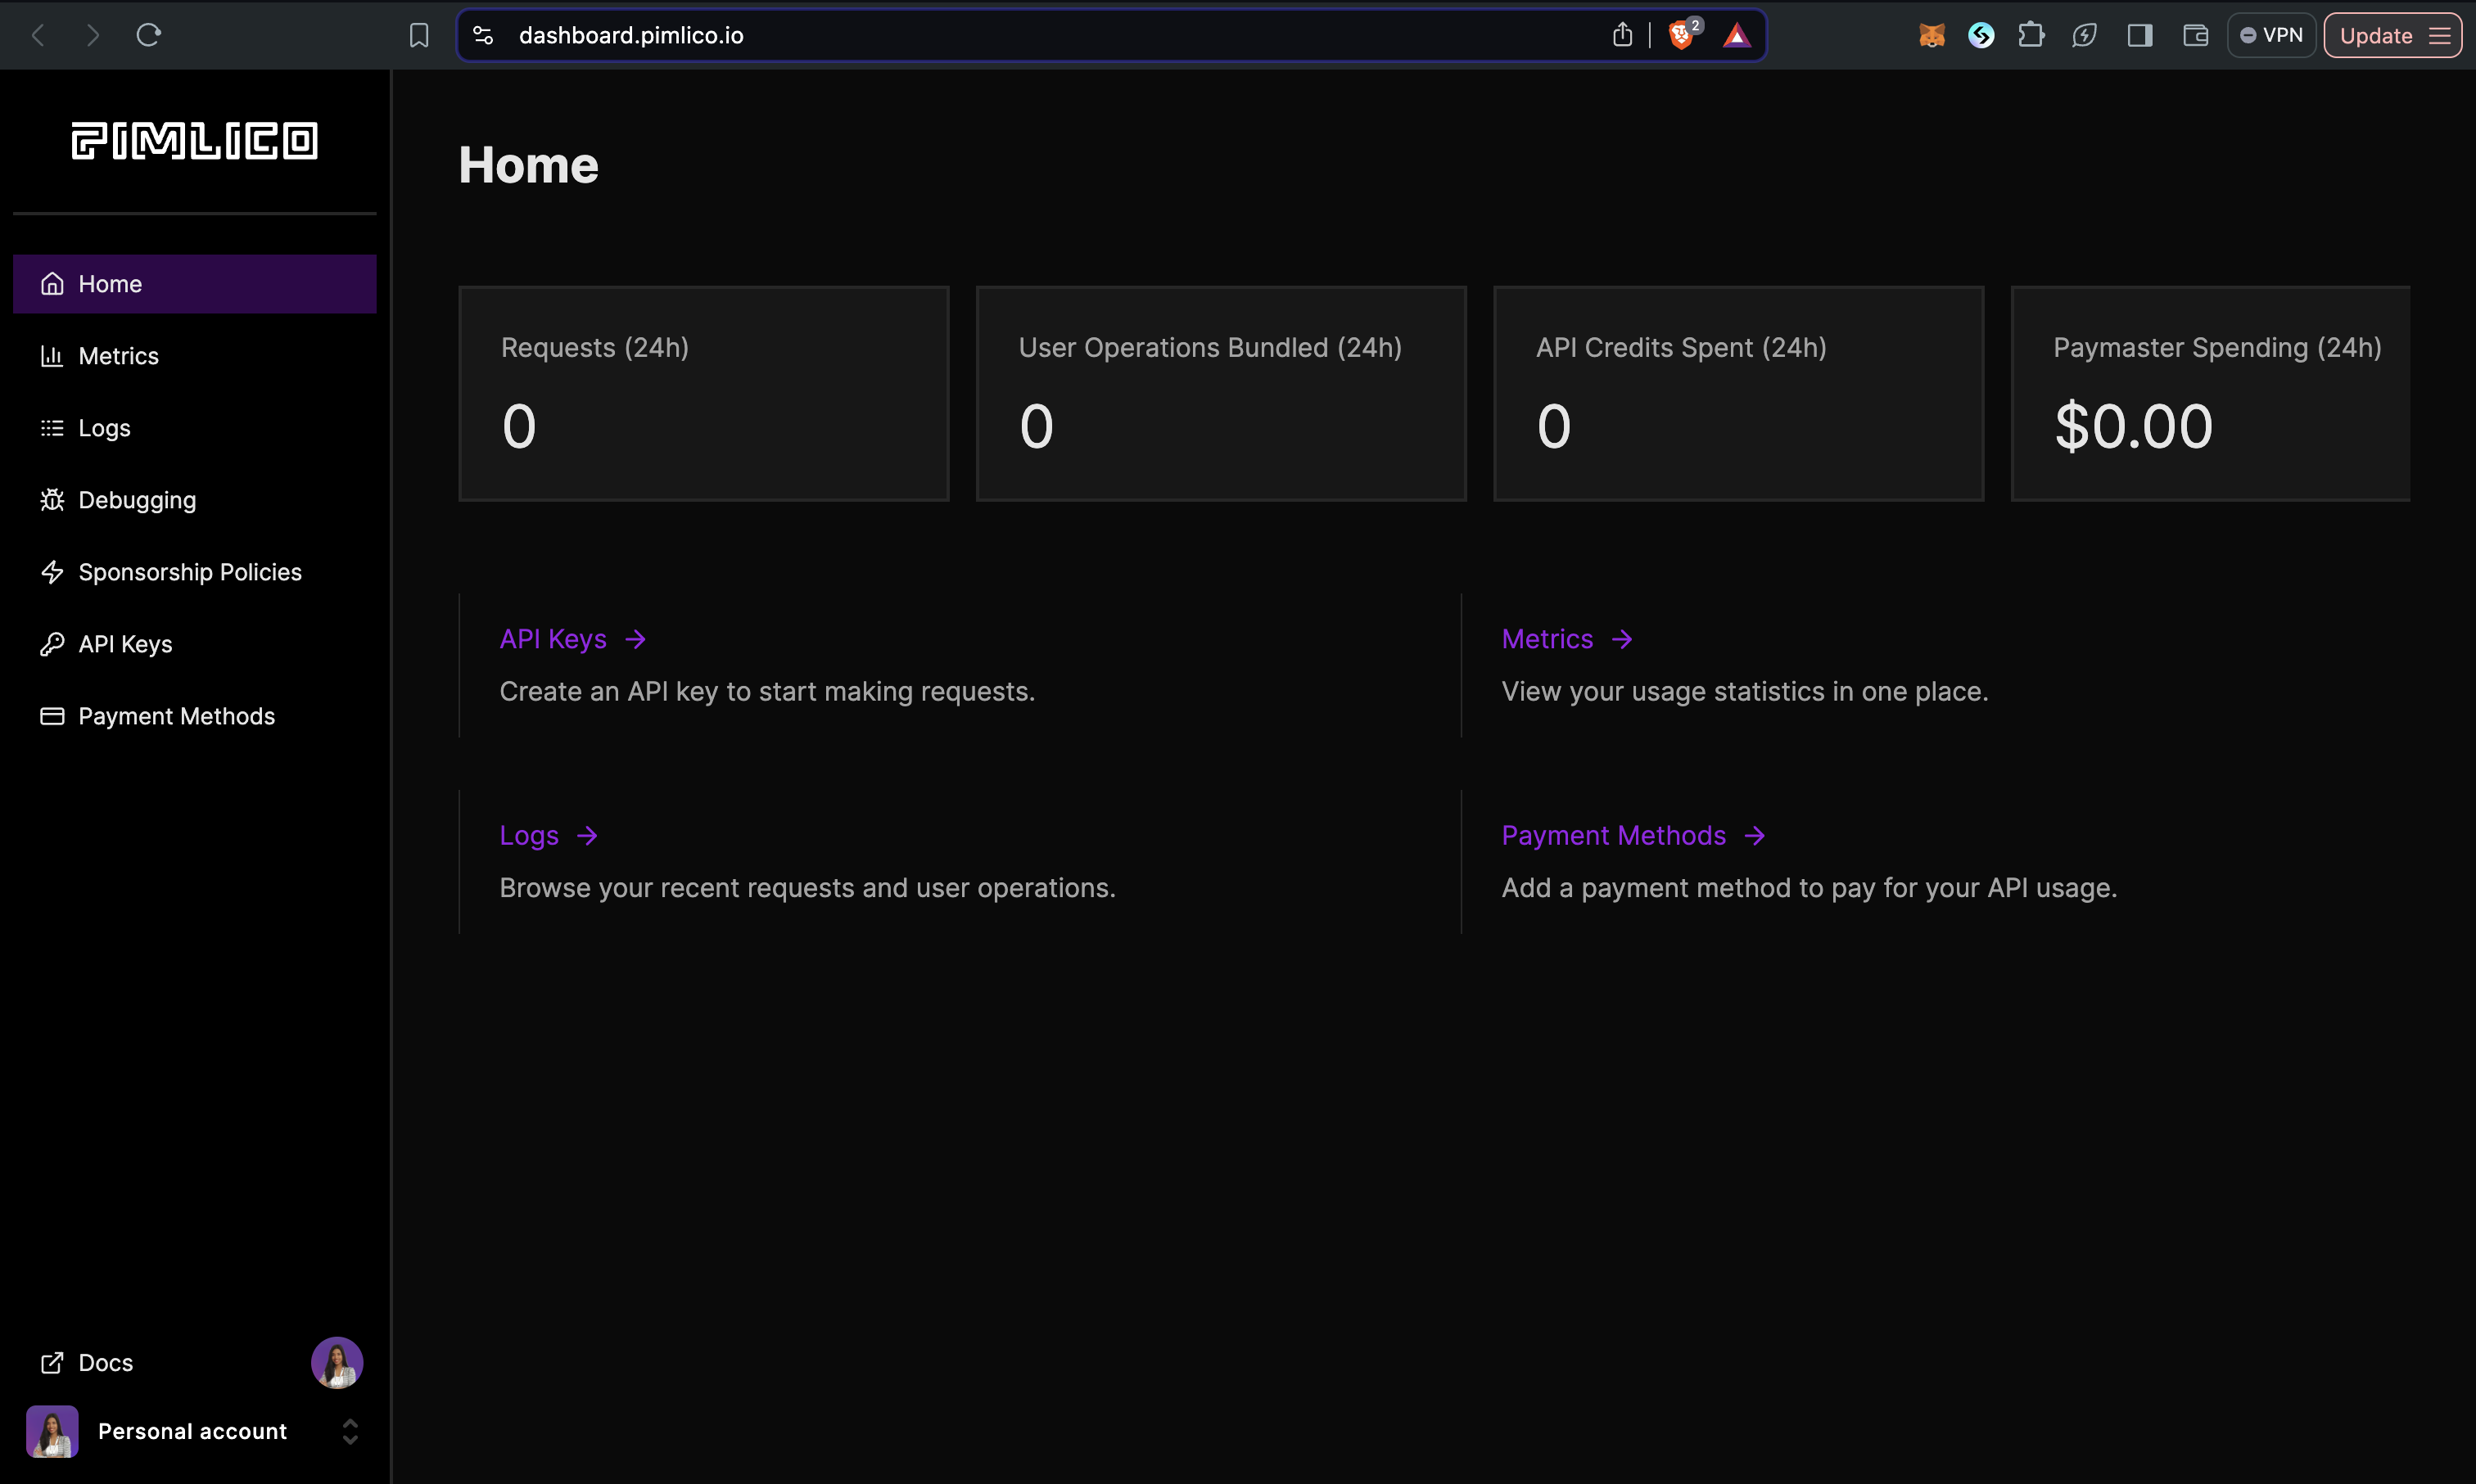 dashboard.pimlico.io
2
VPN
Update
PIMLICO
Home
Metrics
Logs
Debugging
Sponsorship Policies
API Keys
Payment Methods
Docs
Personal account
Home
Requests (24h)
0
User Operations Bundled (24h)
0
API Credits Spent (24h)
0
Paymaster Spending (24h)
$0.00
API Keys
Create an API key to start making requests.
Metrics
View your usage statistics in one place.
Logs
Browse your recent requests and user operations.
Payment Methods
Add a payment method to pay for your API usage.